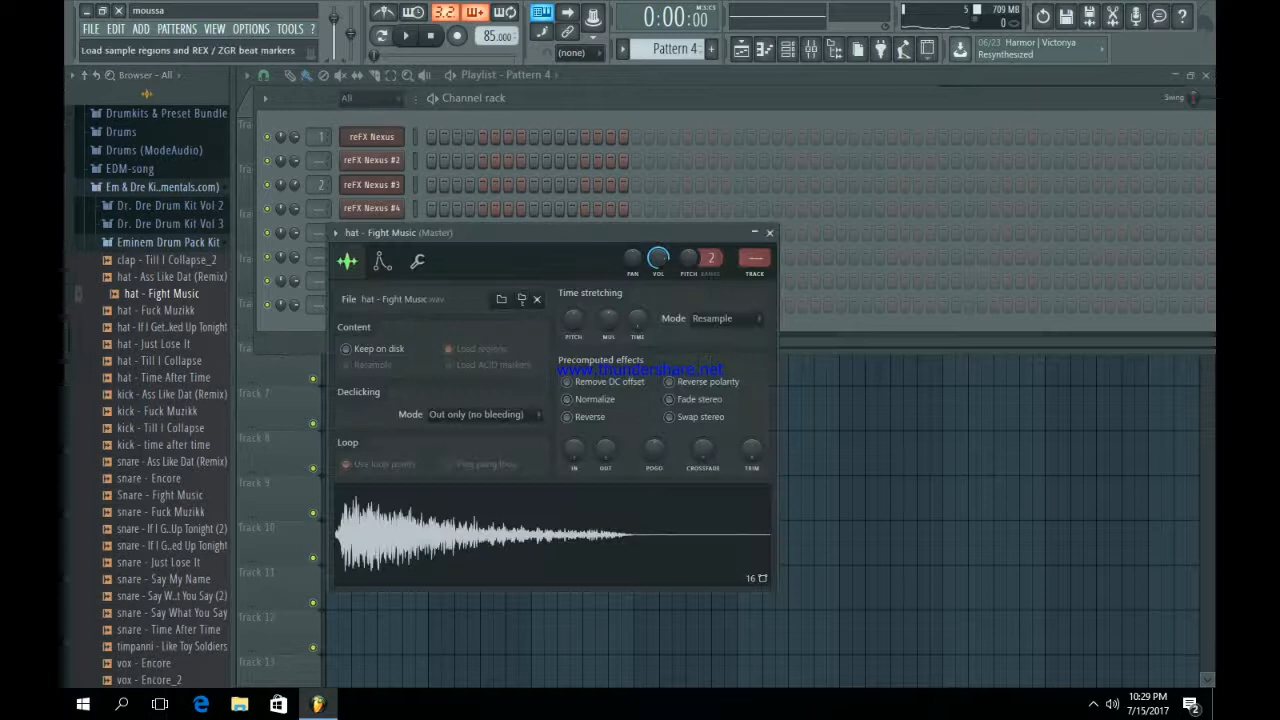 moussa
FILE EDIT ADD PATTERNS VIEW OPTIONS TOOLS ?
Load sample regions and REX / ZGR beat markers
3.2
85.000
0:00:00
M:S:CS
(none)
Pattern 4
5
709 MB
0
06/23 Harmor | Victorya
Resynthesized
Browser - All
Playlist - Pattern 4
All
Channel rack
Swing
Drumkits & Preset Bundle
Drums
Drums (ModeAudio)
EDM-song
Em & Dre Ki..mentals.com)
Dr. Dre Drum Kit Vol 2
Dr. Dre Drum Kit Vol 3
Eminem Drum Pack Kit
clap - Till I Collapse_2
hat - Ass Like Dat (Remix)
hat - Fight Music
hat - Fuck Muzikk
hat - If I Get..ked Up Tonight
hat - Just Lose It
hat - Till I Collapse
hat - Time After Time
kick - Ass Like Dat (Remix)
kick - Fuck Muzikk
kick - Till I Collapse
kick - time after time
snare - Ass Like Dat (Remix)
snare - Encore
Snare - Fight Music
snare - Fuck Muzikk
snare - If I G..Up Tonight (2)
snare - If I G..ed Up Tonight
snare - Just Lose It
snare - Say My Name
snare - Say W..t You Say (2)
snare - Say What You Say
snare - Time After Time
timpanni - Like Toy Soldiers
vox - Encore
vox - Encore_2
1 reFX Nexus
reFX Nexus #2
2 reFX Nexus #3
reFX Nexus #4
hat - Fight Music (Master)
PAN VOL PITCH RANGE TRACK
2
File hat - Fight Music.wav
Content
Keep on disk
Load regions
Resample
Load ACID markers
Declicking
Mode Out only (no bleeding)
Loop
Use loop points
Ping pong loop
Time stretching
PITCH MUL TIME
Mode Resample
Precomputed effects
www.thundershare.net
Remove DC offset
Reverse polarity
Normalize
Fade stereo
Reverse
Swap stereo
IN OUT POGO CROSSFADE TRIM
16
Track 7
Track 8
Track 9
Track 10
Track 11
Track 12
Track 13
10:29 PM
7/15/2017
2